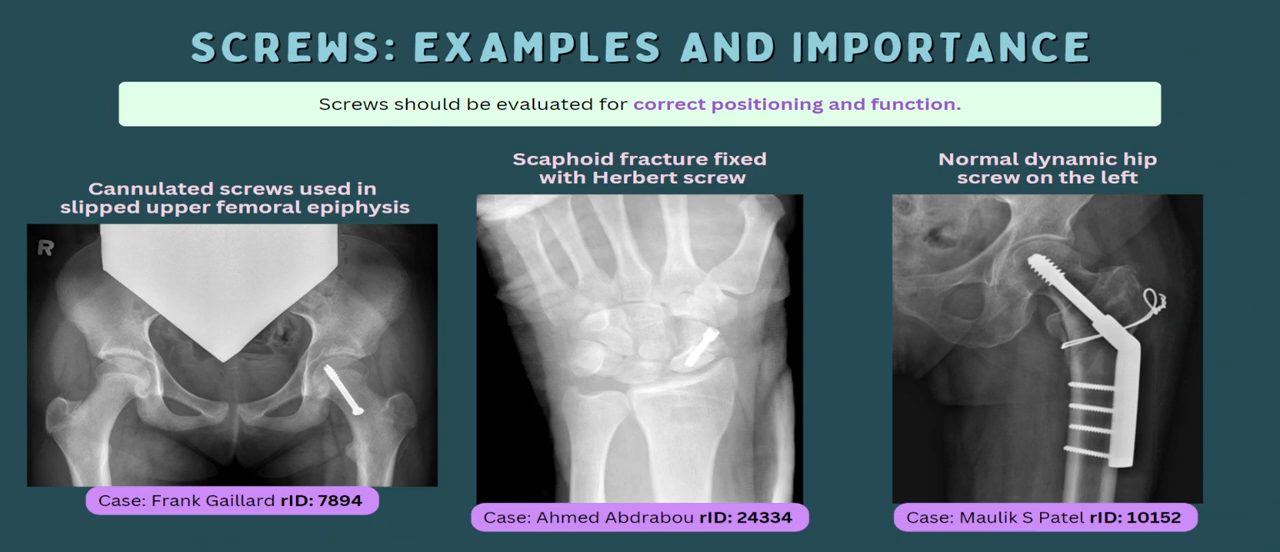 SCREWS: EXAMPLES AND IMPORTANCE
Screws should be evaluated for correct positioning and function.
Cannulated screws used in
slipped upper femoral epiphysis
R
Case: Frank Gaillard rID: 7894
Scaphoid fracture fixed
with Herbert screw
Case: Ahmed Abdrabou rID: 24334
Normal dynamic hip
screw on the left
Case: Maulik S Patel rID: 10152